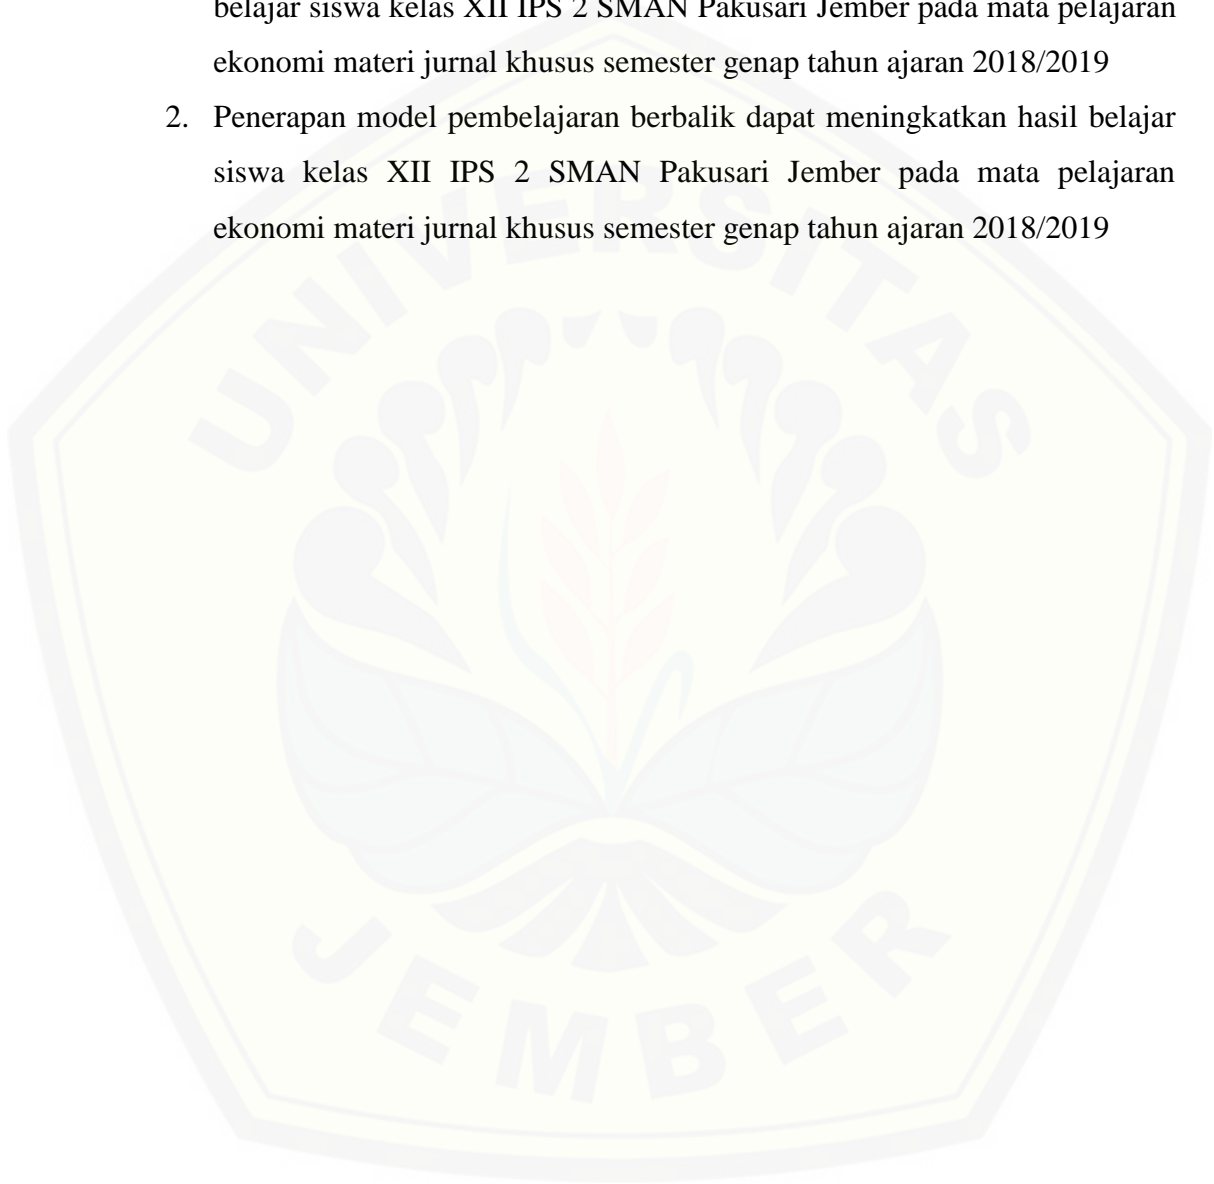 belajar siswa kelas XII IPS 2 SMAN Pakusari Jember pada mata pelajaran
ekonomi materi jurnal khusus semester genap tahun ajaran 2018/2019
2. Penerapan model pembelajaran berbalik dapat meningkatkan hasil belajar
siswa kelas XII IPS 2 SMAN Pakusari Jember pada mata pelajaran
ekonomi materi jurnal khusus semester genap tahun ajaran 2018/2019
UNIVERSITAS
JEMBER